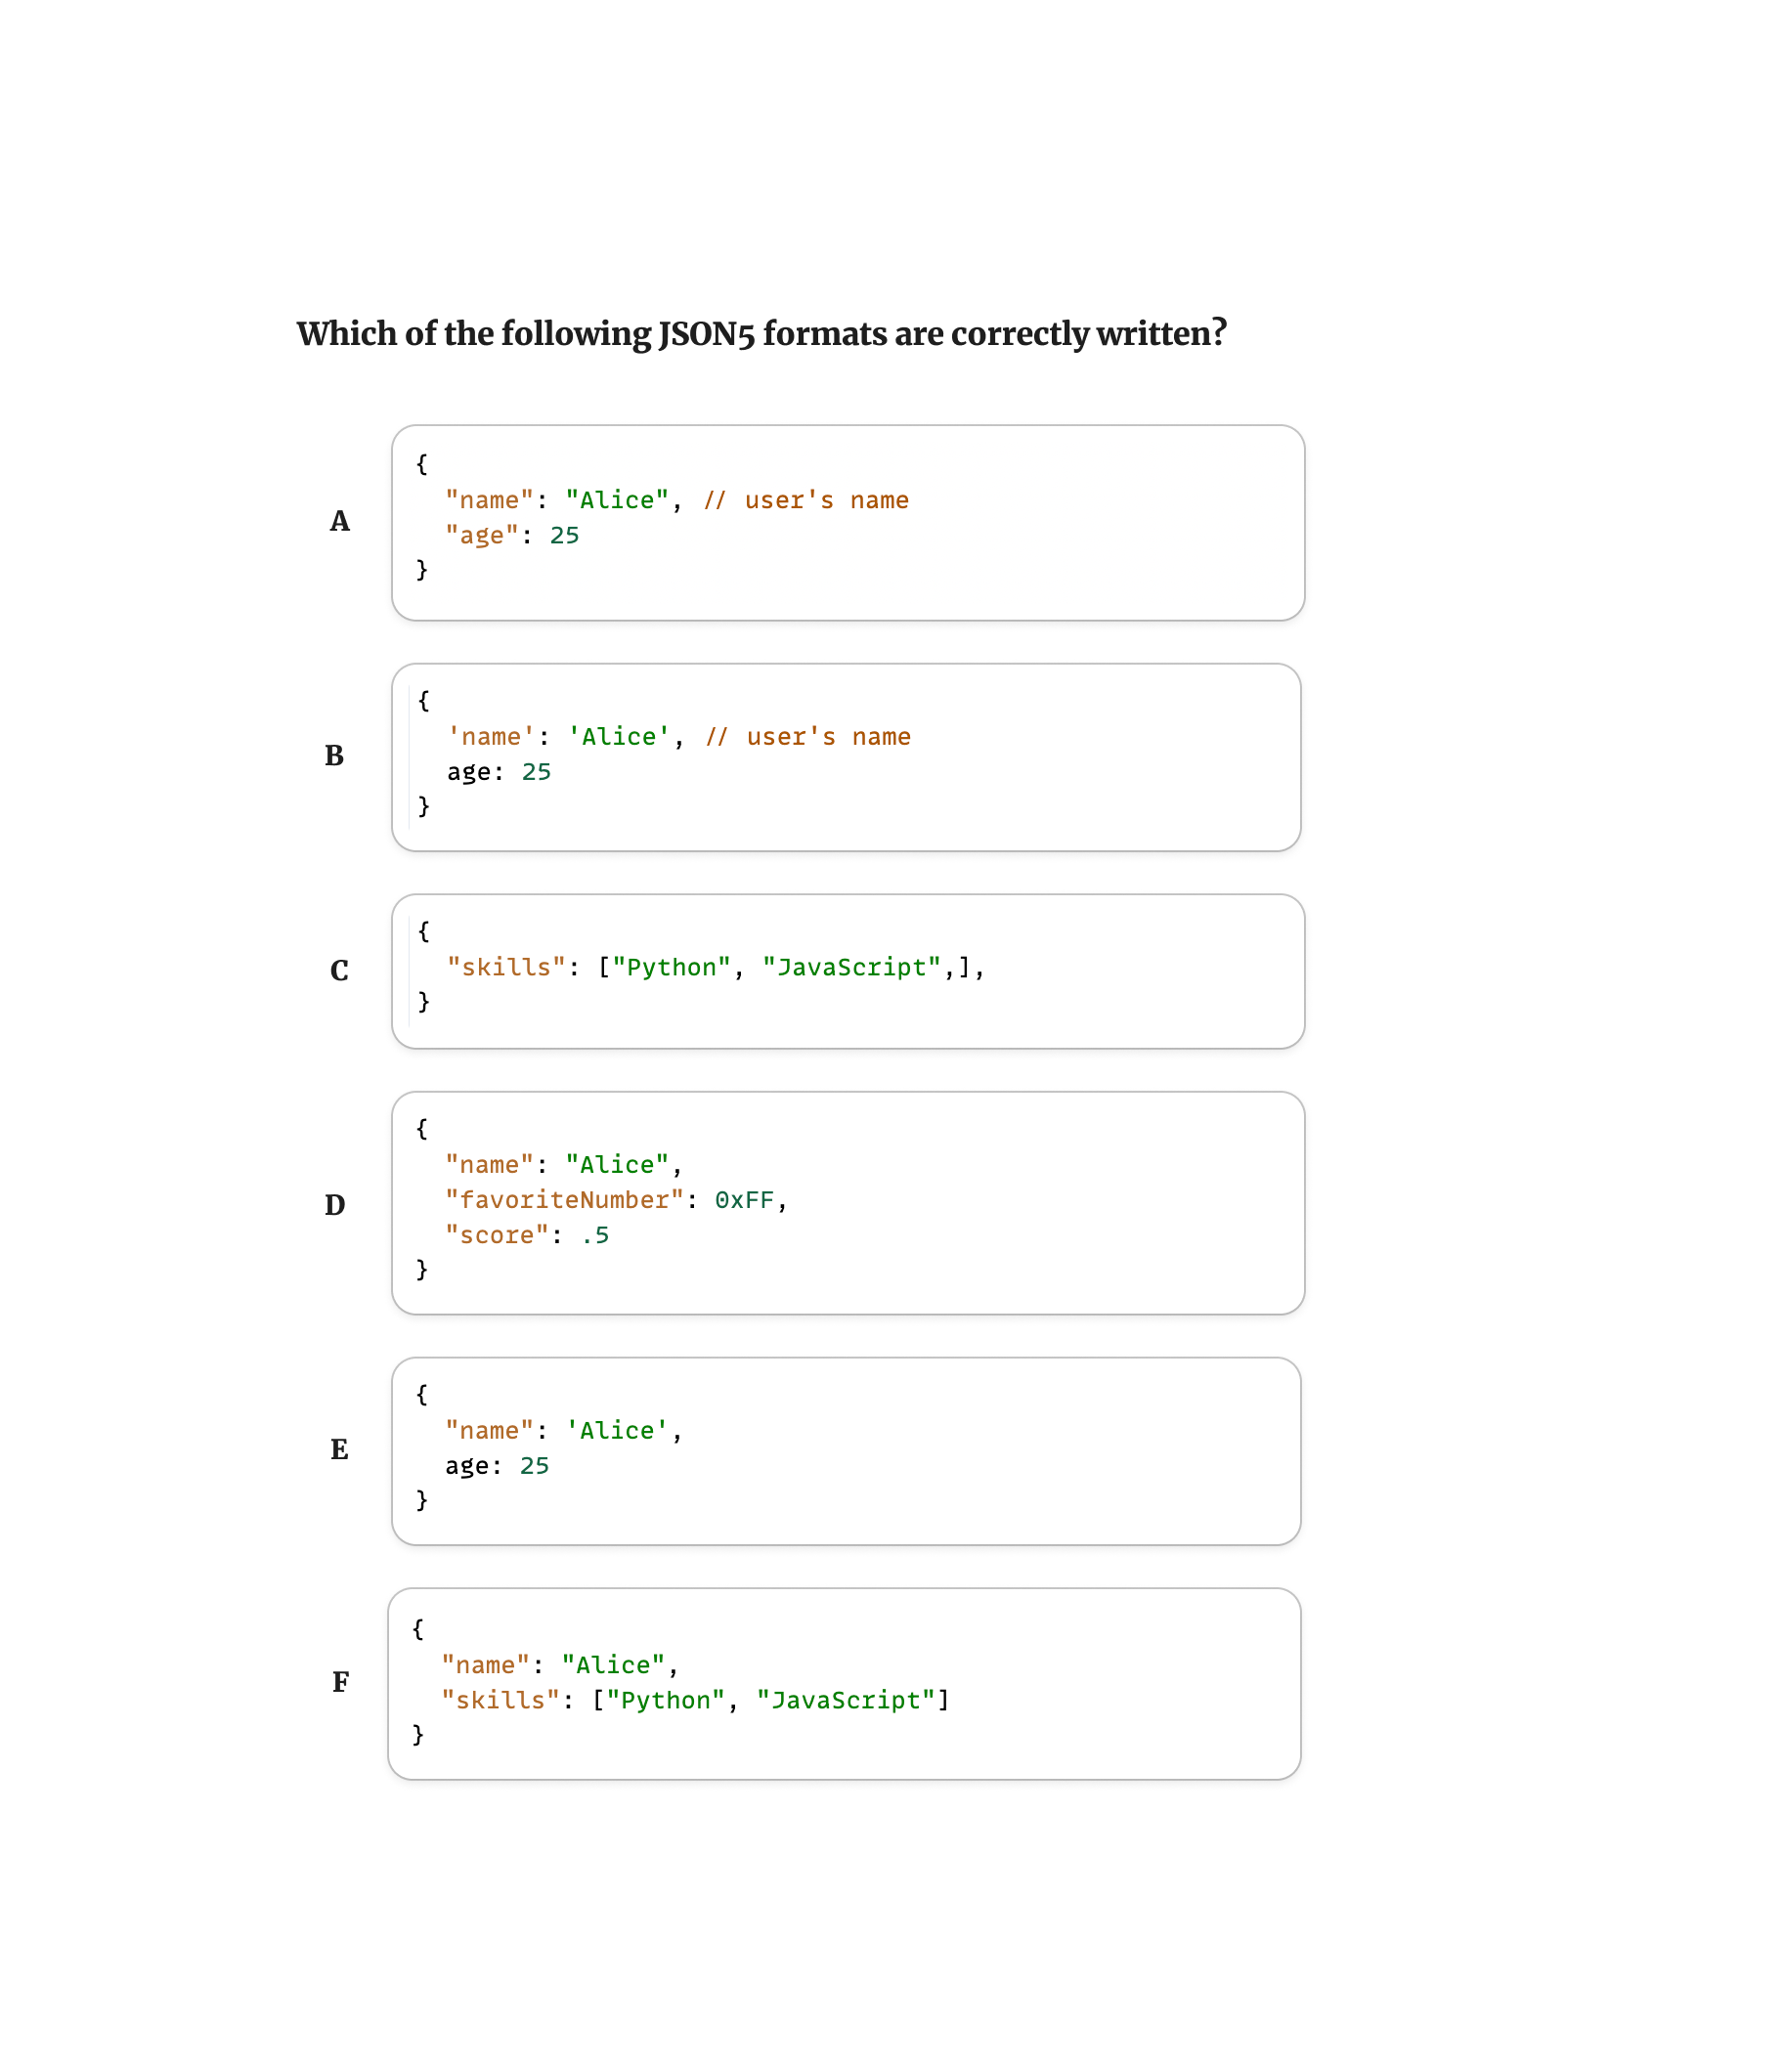 Which of the following JSON5 formats are correctly written?
A
{
  "name": "Alice", // user's name
  "age": 25
}
B
{
  'name': 'Alice', // user's name
  age: 25
}
C
{
  "skills": ["Python", "JavaScript",],
}
D
{
  "name": "Alice",
  "favoriteNumber": 0xFF,
  "score": .5
}
E
{
  "name": 'Alice',
  age: 25
}
F
{
  "name": "Alice",
  "skills": ["Python", "JavaScript"]
}